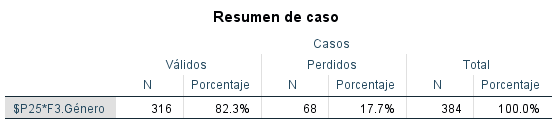 Resumen de caso
Casos
Válidos Perdidos Total
N Porcentaje N Porcentaje N Porcentaje
$P25*F3.Género 316 82.3% 68 17.7% 384 100.0%